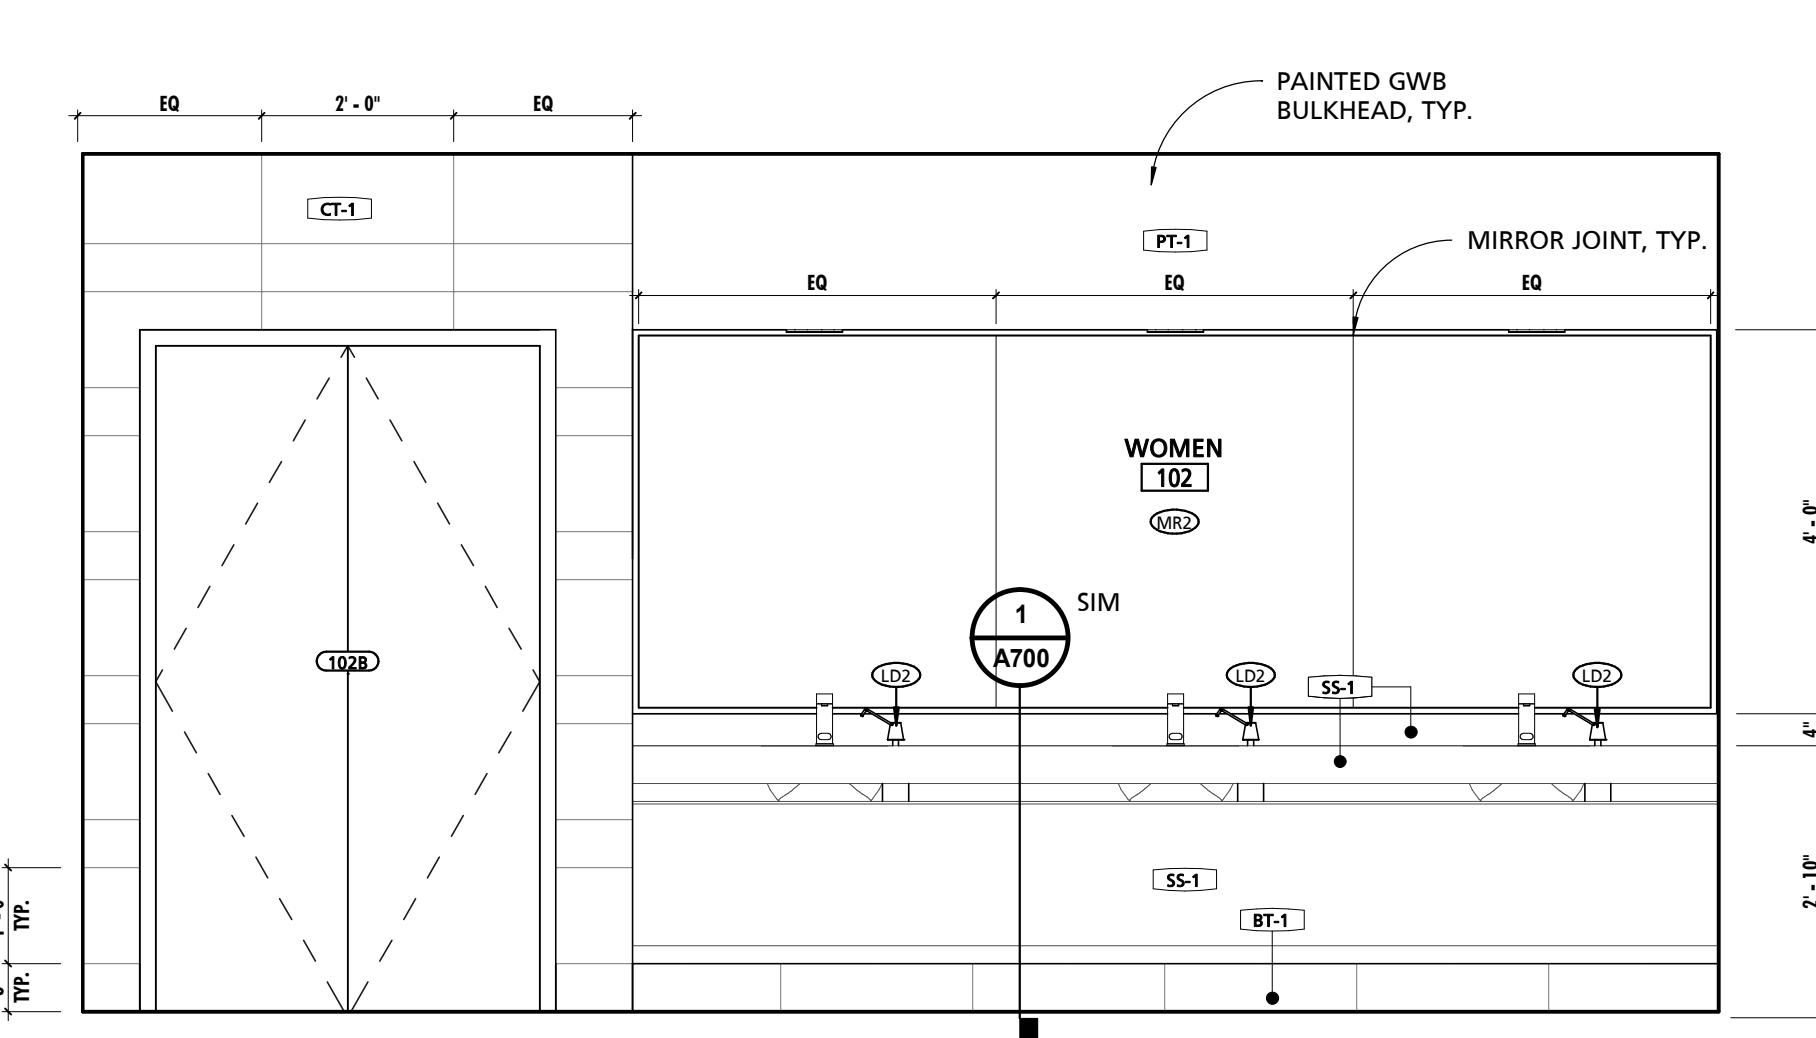 PAINTED GWB
BULKHEAD, TYP.
EQ
2' - 0"
EQ
CT-1
PT-1
MIRROR JOINT, TYP.
EQ
EQ
EQ
WOMEN
102
MR2
4' - 0"
1
SIM
A700
102B
LD2
LD2
SS-1
LD2
4"
2' - 10"
SS-1
BT-1
TYP.
TYP.